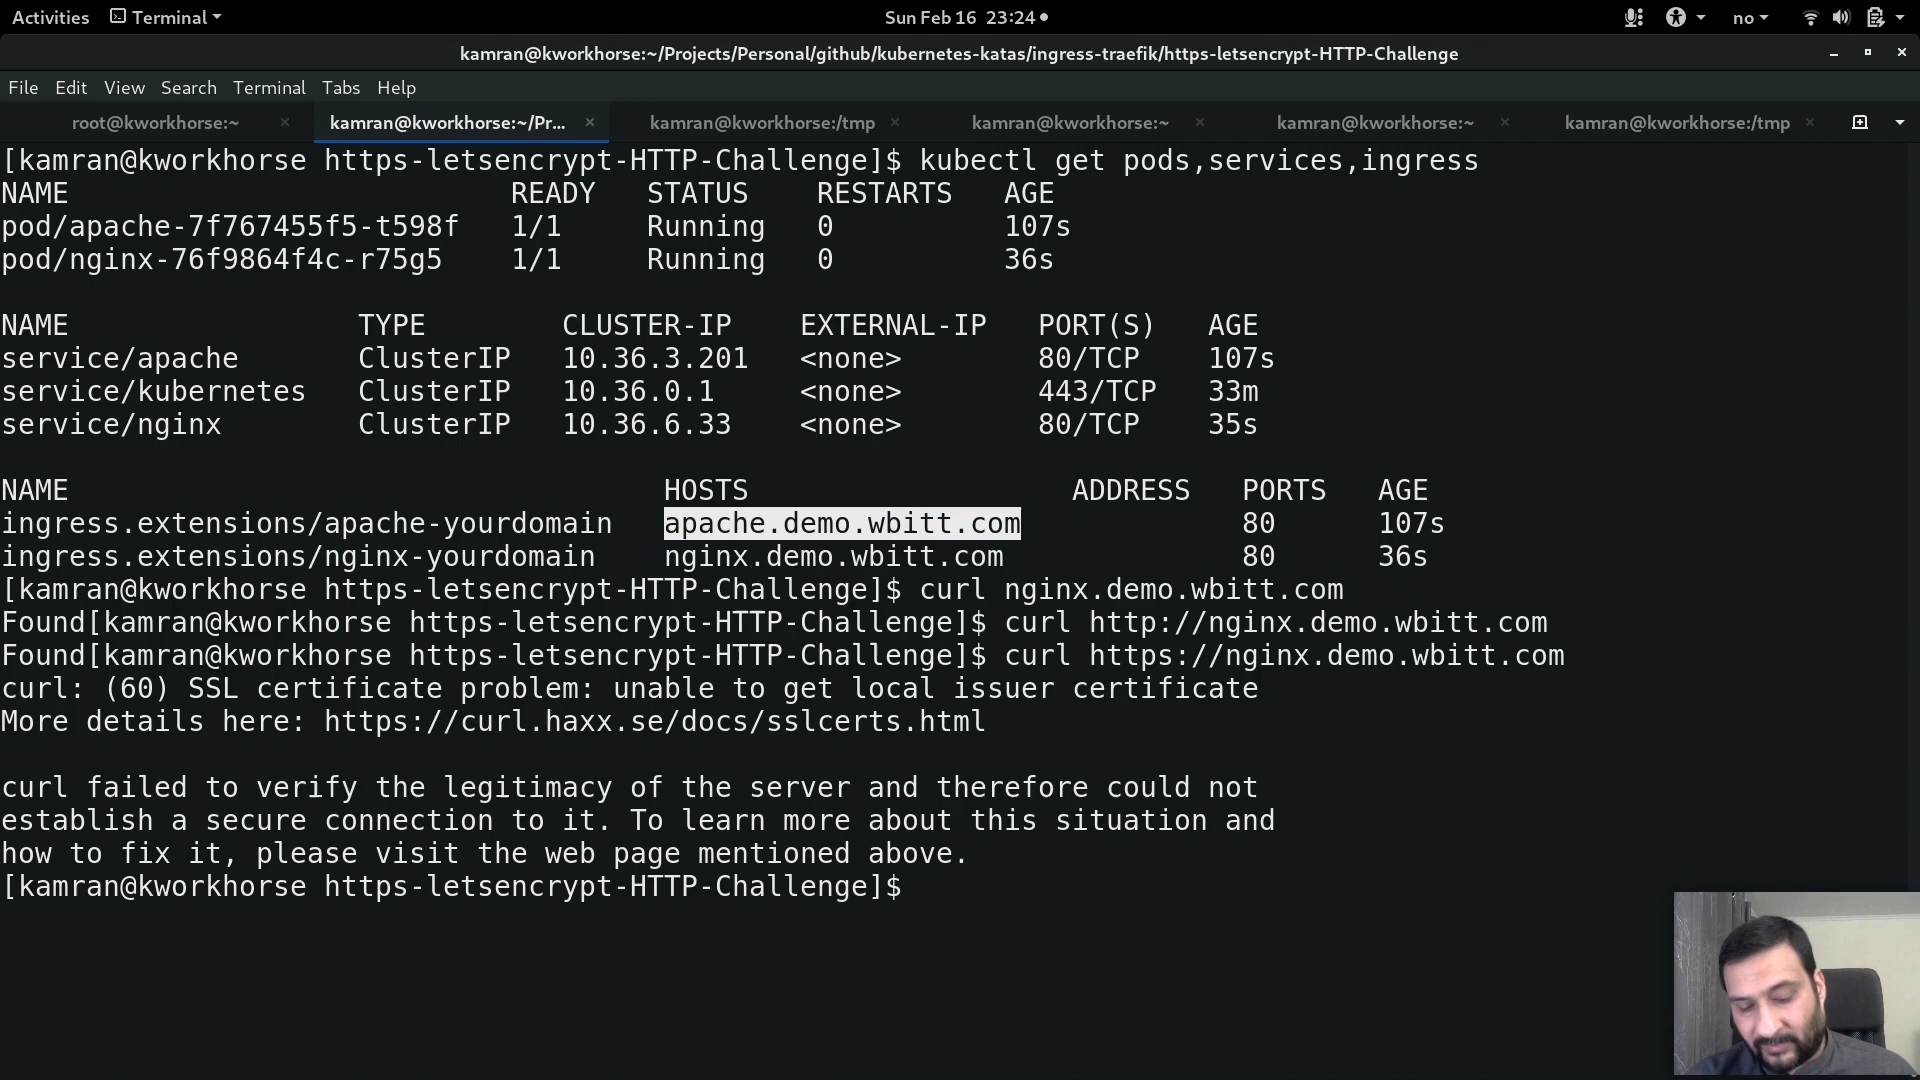 Activities Terminal Sun Feb 16 23:24 no
kamran@kworkhorse:~/Projects/Personal/github/kubernetes-katas/ingress-traefik/https-letsencrypt-HTTP-Challenge
File Edit View Search Terminal Tabs Help
root@kworkhorse:~ kamran@kworkhorse:~/Pr... kamran@kworkhorse:/tmp kamran@kworkhorse:~ kamran@kworkhorse:~ kamran@kworkhorse:/tmp
[kamran@kworkhorse https-letsencrypt-HTTP-Challenge]$ kubectl get pods,services,ingress
NAME READY STATUS RESTARTS AGE
pod/apache-7f767455f5-t598f 1/1 Running 0 107s
pod/nginx-76f9864f4c-r75g5 1/1 Running 0 36s
NAME TYPE CLUSTER-IP EXTERNAL-IP PORT(S) AGE
service/apache ClusterIP 10.36.3.201 <none> 80/TCP 107s
service/kubernetes ClusterIP 10.36.0.1 <none> 443/TCP 33m
service/nginx ClusterIP 10.36.6.33 <none> 80/TCP 35s
NAME HOSTS ADDRESS PORTS AGE
ingress.extensions/apache-yourdomain apache.demo.wbitt.com 80 107s
ingress.extensions/nginx-yourdomain nginx.demo.wbitt.com 80 36s
[kamran@kworkhorse https-letsencrypt-HTTP-Challenge]$ curl nginx.demo.wbitt.com
Found[kamran@kworkhorse https-letsencrypt-HTTP-Challenge]$ curl http://nginx.demo.wbitt.com
Found[kamran@kworkhorse https-letsencrypt-HTTP-Challenge]$ curl https://nginx.demo.wbitt.com
curl: (60) SSL certificate problem: unable to get local issuer certificate
More details here: https://curl.haxx.se/docs/sslcerts.html
curl failed to verify the legitimacy of the server and therefore could not
establish a secure connection to it. To learn more about this situation and
how to fix it, please visit the web page mentioned above.
[kamran@kworkhorse https-letsencrypt-HTTP-Challenge]$